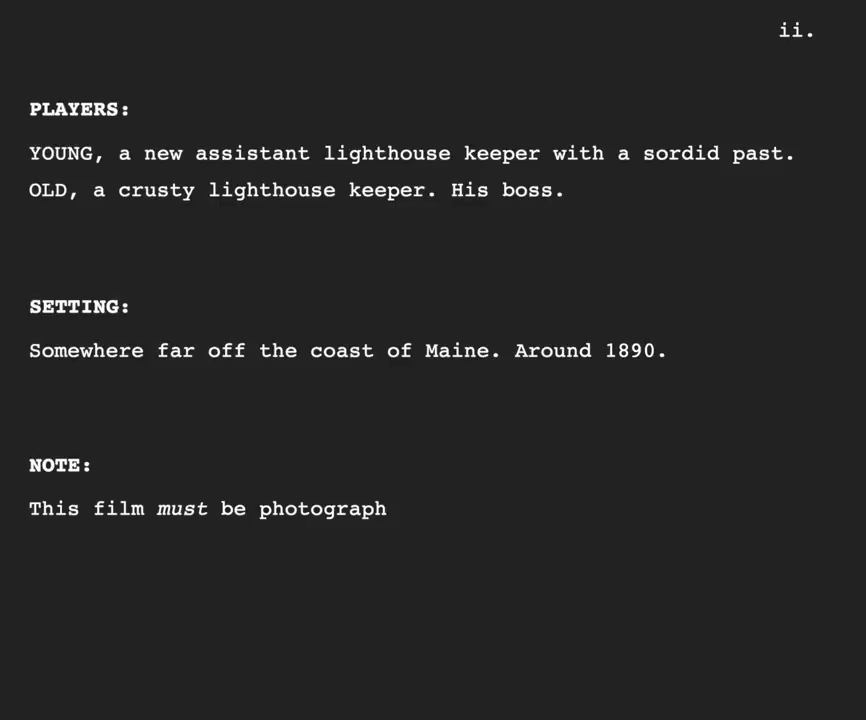 ii.
PLAYERS:
YOUNG, a new assistant lighthouse keeper with a sordid past.
OLD, a crusty lighthouse keeper. His boss.
SETTING:
Somewhere far off the coast of Maine. Around 1890.
NOTE:
This film must be photograph